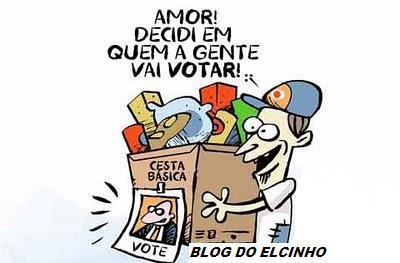 AMOR!
DECIDI EM
QUEM A GENTE
VAI VOTAR!
CESTA
BÁSICA
VOTE
BLOG DO ELCINHO